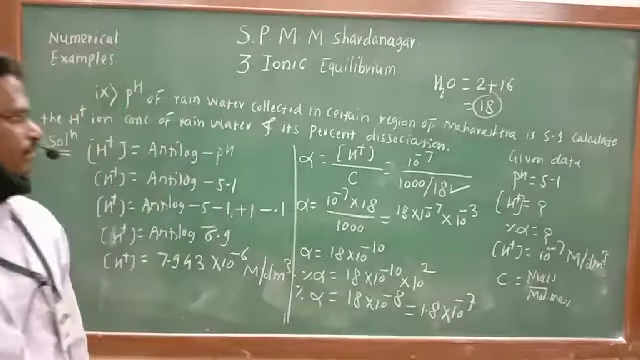 Numerical
Examples
S.P.M.M shardanagar.
3 Ionic Equilibrium
H₂O = 2+16
= 18
ix) pH of rain water collected in certain region of Maharashtra is 5.1 calculate
the H⁺ ion conc of rain water & its percent dissociation.
Solⁿ
[H⁺] = Antilog - pH
[H⁺] = Antilog - 5.1
[H⁺] = Antilog - 5 - 1 + 1 - .1
[H⁺] = Antilog 6̅.9
[H⁺] = 7.943 × 10⁻⁶ M/dm³
α = [H⁺]/C = 10⁻⁷/1000/18
α = 10⁻⁷×18/1000 = 18×10⁻⁷×10⁻³
α = 18×10⁻¹⁰
%α = 18×10⁻¹⁰×10²
%α = 18×10⁻⁸ = 1.8×10⁻⁷
Given data
pH = 5.1
[H⁺] = ?
%α = ?
[H⁺] = 10⁻⁷ M/dm³
C = Mass/Mol.mass